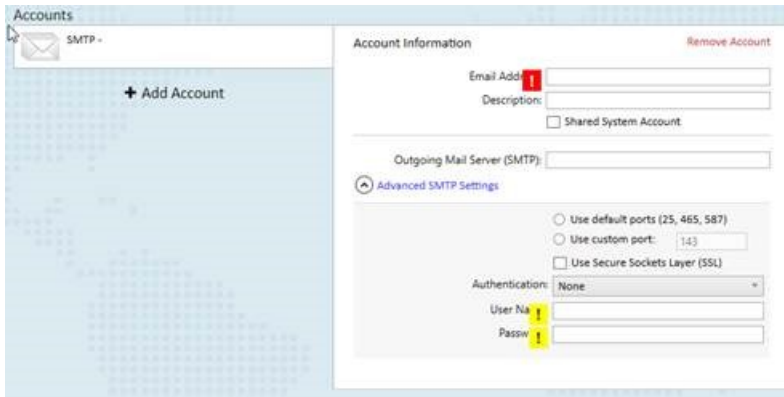 Accounts
SMTP -
+ Add Account
Account Information
Remove Account
Email Add !
Description:
Shared System Account
Outgoing Mail Server (SMTP):
Advanced SMTP Settings
Use default ports (25, 465, 587)
Use custom port: 143
Use Secure Sockets Layer (SSL)
Authentication: None
User Na !
Passw !